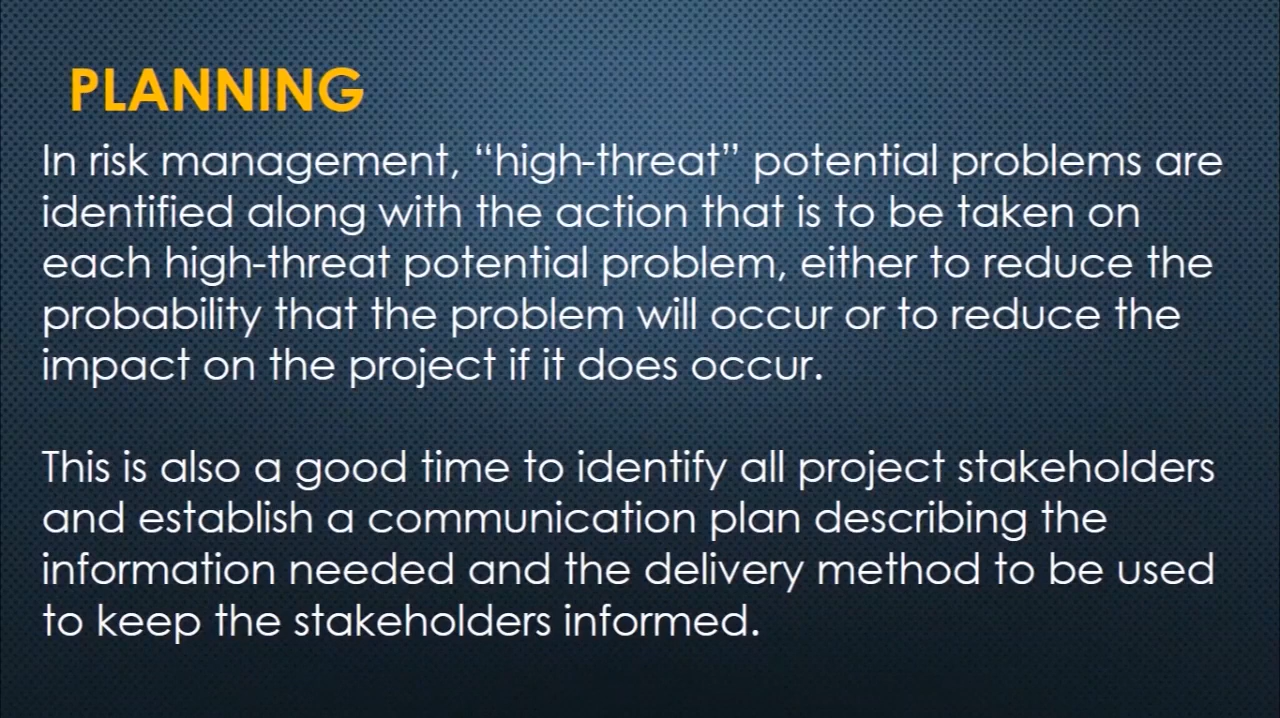 PLANNING
In risk management, “high-threat” potential problems are
identified along with the action that is to be taken on
each high-threat potential problem, either to reduce the
probability that the problem will occur or to reduce the
impact on the project if it does occur.
This is also a good time to identify all project stakeholders
and establish a communication plan describing the
information needed and the delivery method to be used
to keep the stakeholders informed.